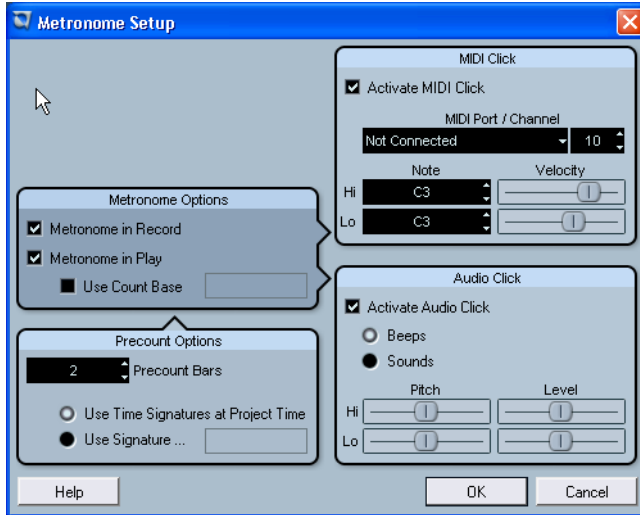 Metronome Setup
MIDI Click
Activate MIDI Click
MIDI Port / Channel
Not Connected 10
Note Velocity
Hi C3
Lo C3
Metronome Options
Metronome in Record
Metronome in Play
Use Count Base
Audio Click
Activate Audio Click
Beeps
Sounds
Pitch Level
Hi
Lo
Precount Options
2 Precount Bars
Use Time Signatures at Project Time
Use Signature ...
Help
OK
Cancel